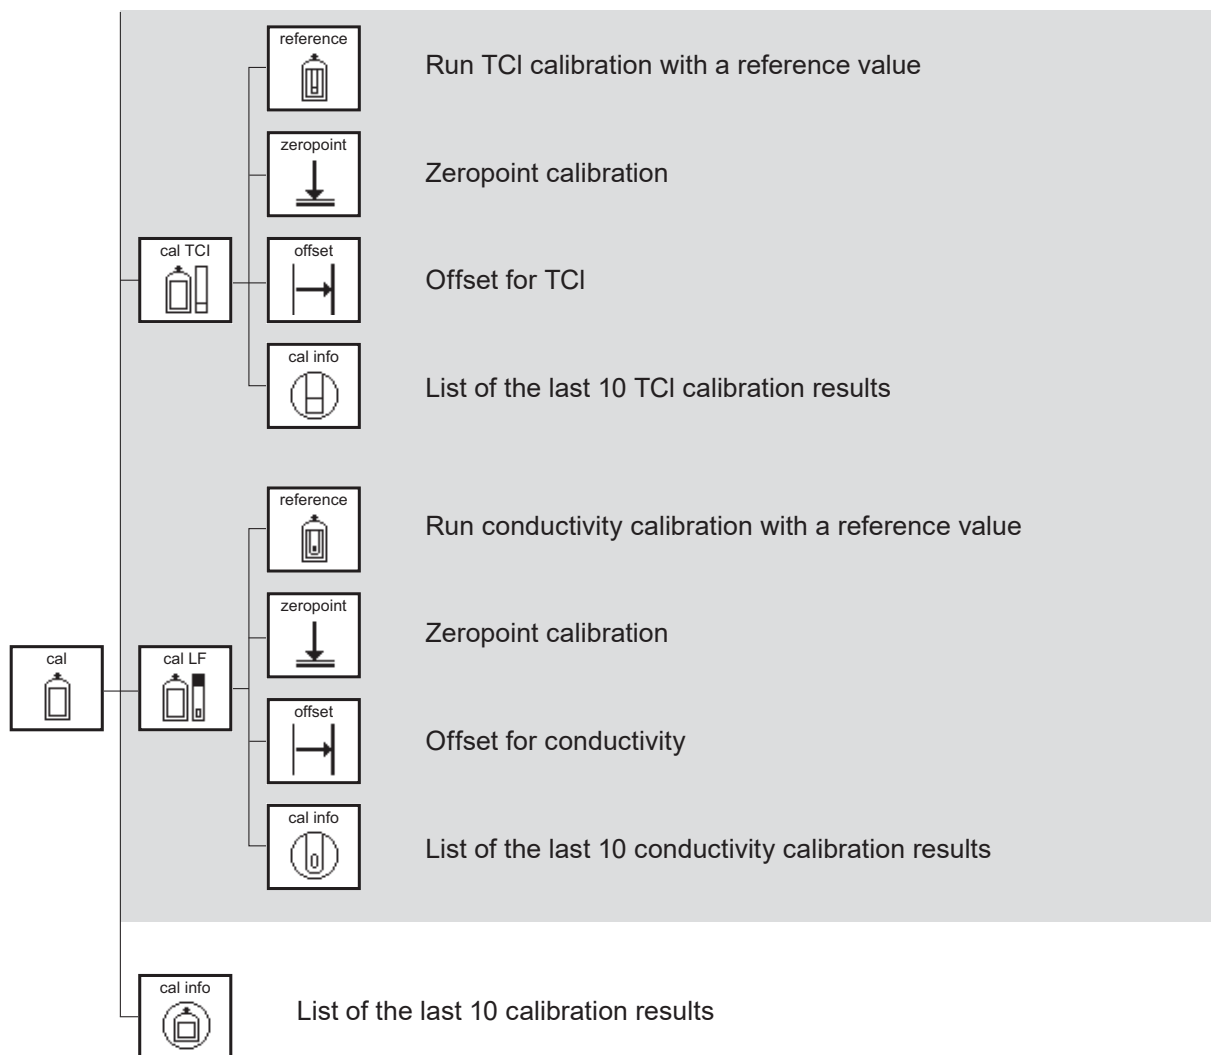 reference
Run TCl calibration with a reference value
zeropoint
Zeropoint calibration
cal TCl
offset
Offset for TCl
cal info
List of the last 10 TCl calibration results
reference
Run conductivity calibration with a reference value
zeropoint
Zeropoint calibration
cal
cal LF
offset
Offset for conductivity
cal info
List of the last 10 conductivity calibration results
cal info
List of the last 10 calibration results